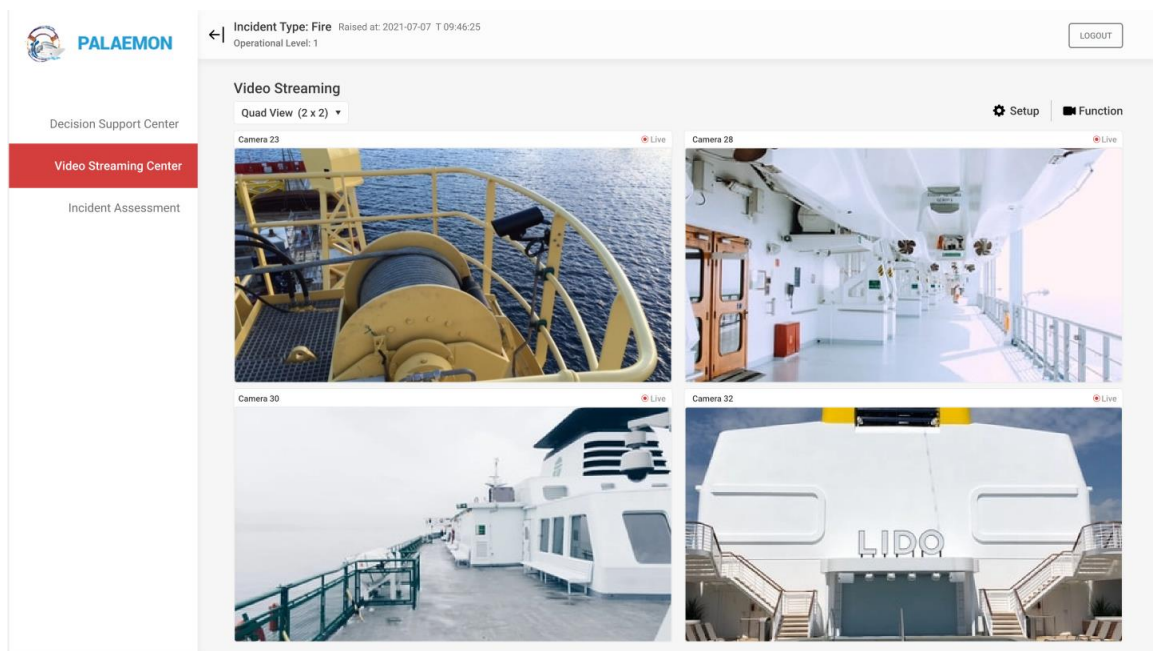 PALAEMON
Incident Type: Fire Raised at: 2021-07-07 T 09:46:25
Operational Level: 1
LOGOUT
Decision Support Center
Video Streaming Center
Incident Assessment
Video Streaming
Quad View (2 x 2)
Setup
Function
Camera 23
Live
Camera 28
Live
Camera 30
Live
Camera 32
Live
LIDO